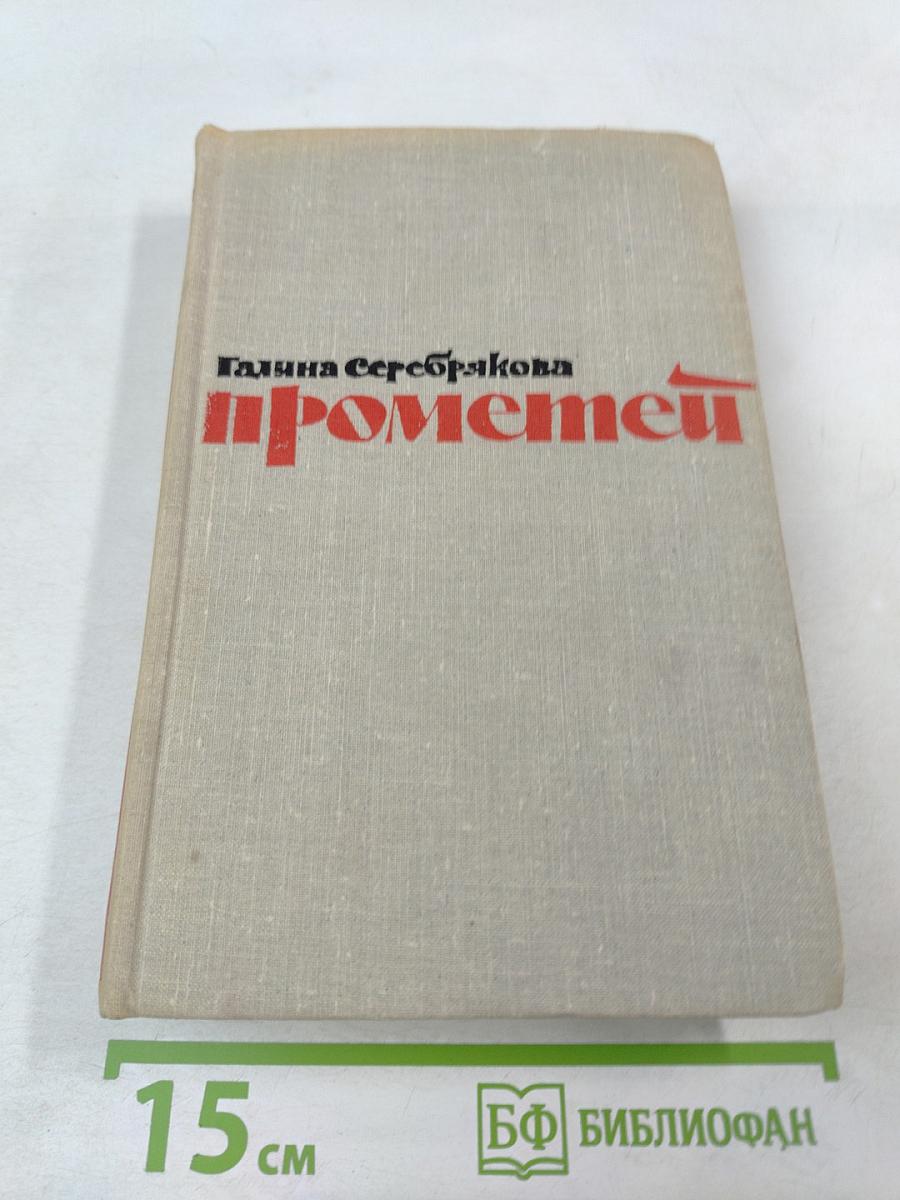 Галина Серебрякова
прометей
15 см
БФ БИБЛИОФАН